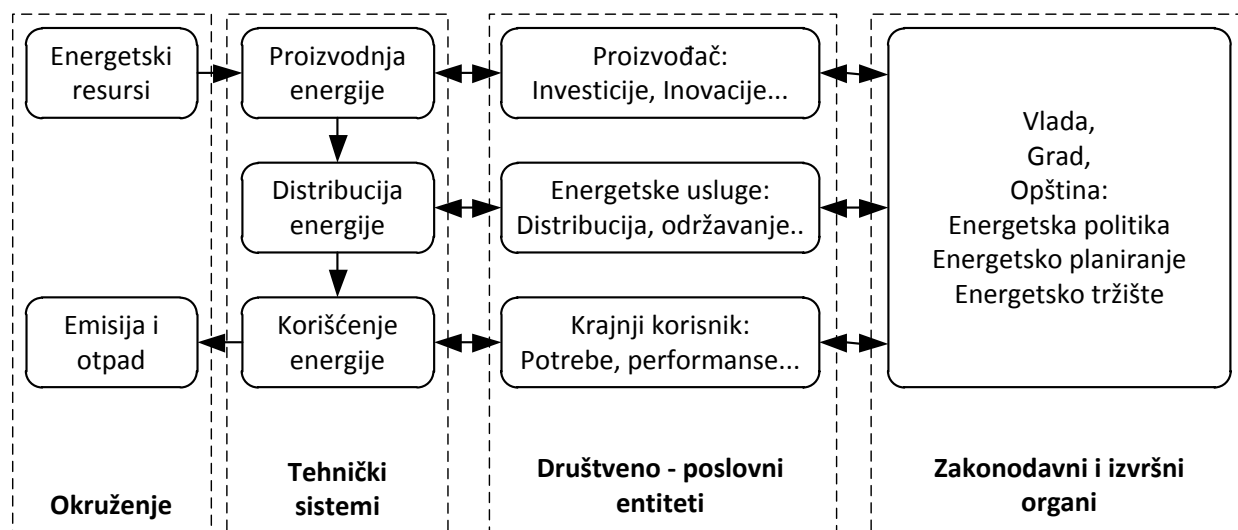 Energetski
resursi
Proizvodnja
energije
Proizvođač:
Investicije, Inovacije...
Distribucija
energije
Energetske usluge:
Distribucija, održavanje..
Emisija i
otpad
Korišćenje
energije
Krajnji korisnik:
Potrebe, performanse...
Vlada,
Grad,
Opština:
Energetska politika
Energetsko planiranje
Energetsko tržište
Okruženje
Tehnički
sistemi
Društveno - poslovni
entiteti
Zakonodavni i izvršni
organi